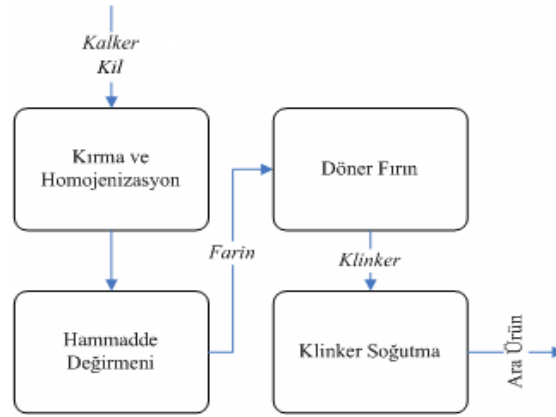 Kalker
Kil
Kırma ve
Homojenizasyon
Hammadde
Değirmeni
Farin
Döner Fırın
Klinker
Klinker Soğutma
Ara Ürün